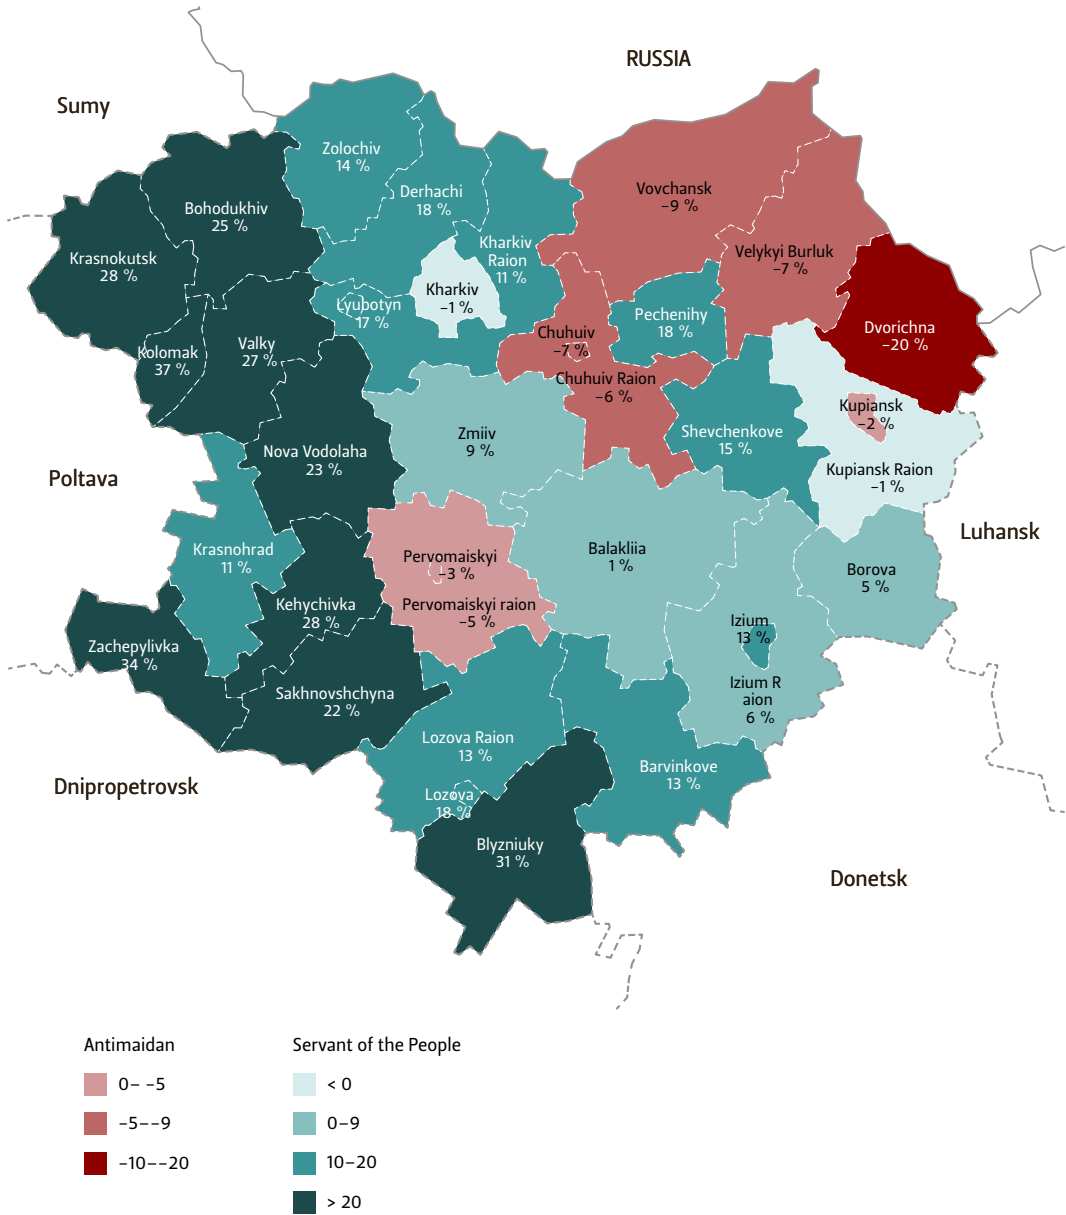 RUSSIA
Sumy
Zolochiv
14 %
Derhachi
18 %
Vovchansk
–9 %
Bohodukhiv
25 %
Kharkiv
Raion
11 %
Velykyi Burluk
–7 %
Krasnokutsk
28 %
Kharkiv
–1 %
Lyubotyn
17 %
Pechenihy
18 %
Dvorichna
–20 %
Kolomak
37 %
Valky
27 %
Chuhuiv
–7 %
Chuhuiv Raion
–6 %
Kupiansk
–2 %
Zmiiv
9 %
Shevchenkove
15 %
Nova Vodolaha
23 %
Kupiansk Raion
–1 %
Poltava
Luhansk
Krasnohrad
11 %
Pervomaiskyi
–3 %
Balakliia
1 %
Borova
5 %
Kehychivka
28 %
Pervomaiskyi raion
–5 %
Izium
13 %
Zachepylivka
34 %
Sakhnovshchyna
22 %
Izium R
aion
6 %
Lozova Raion
13 %
Barvinkove
13 %
Dnipropetrovsk
Lozova
18 %
Blyzniuky
31 %
Donetsk
Antimaidan
0– –5
–5––9
–10––20
Servant of the People
< 0
0–9
10–20
> 20